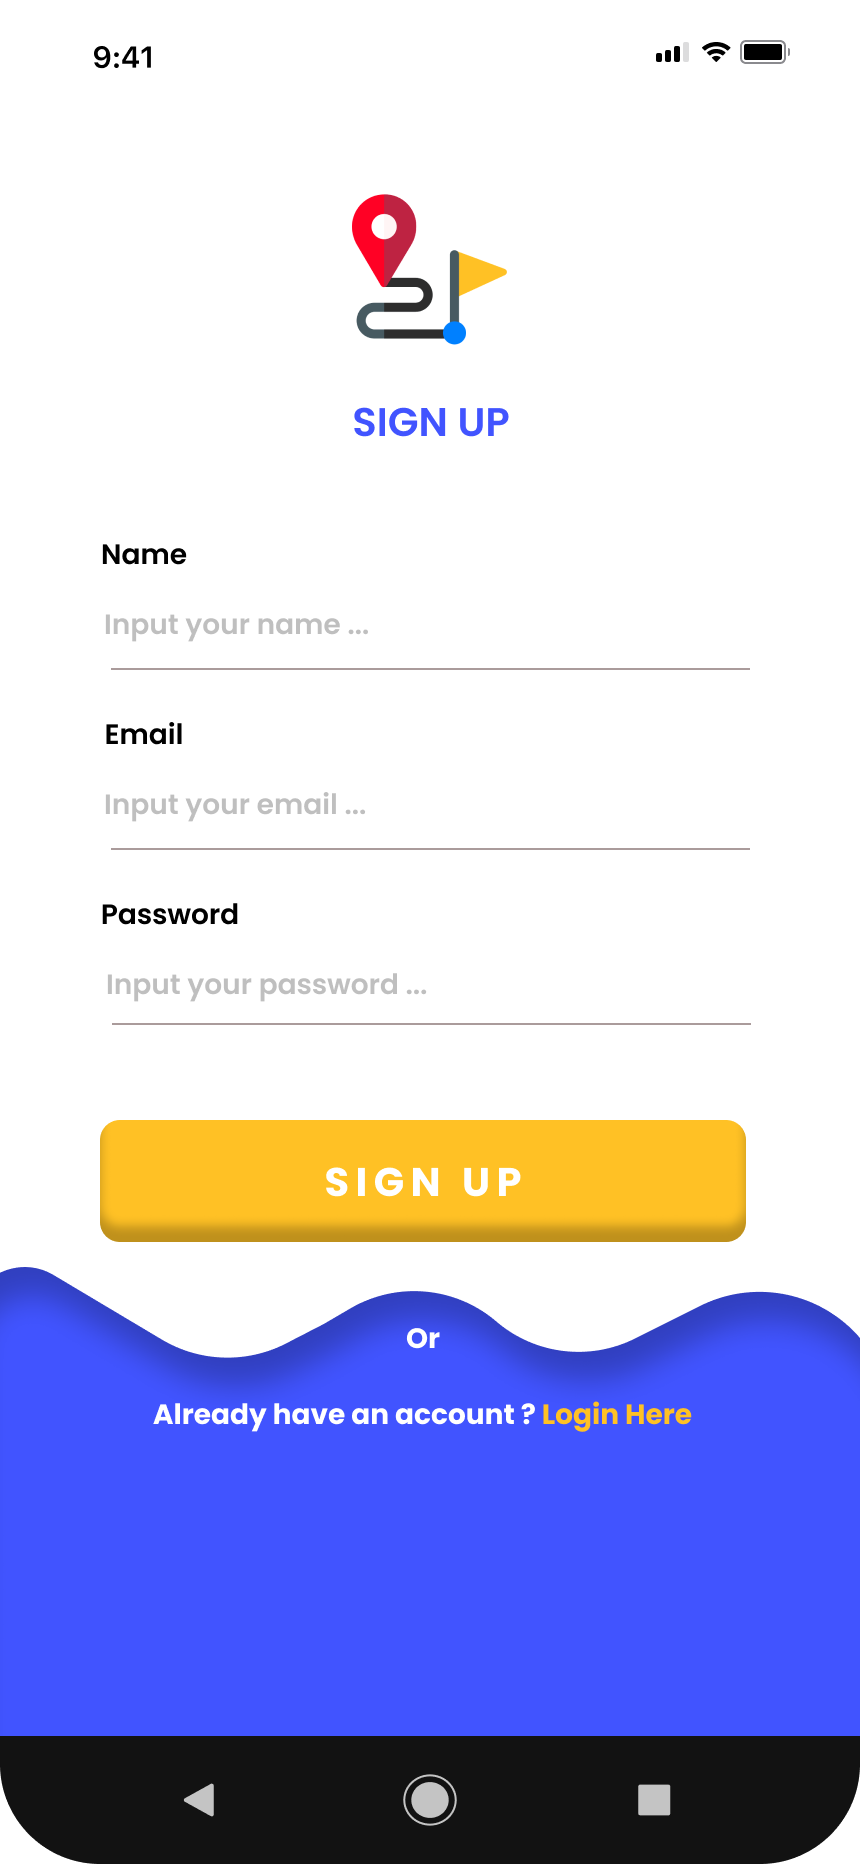 9:41
SIGN UP
Name
Input your name ...
Email
Input your email ...
Password
Input your password ...
SIGN UP
Or
Already have an account ? Login Here